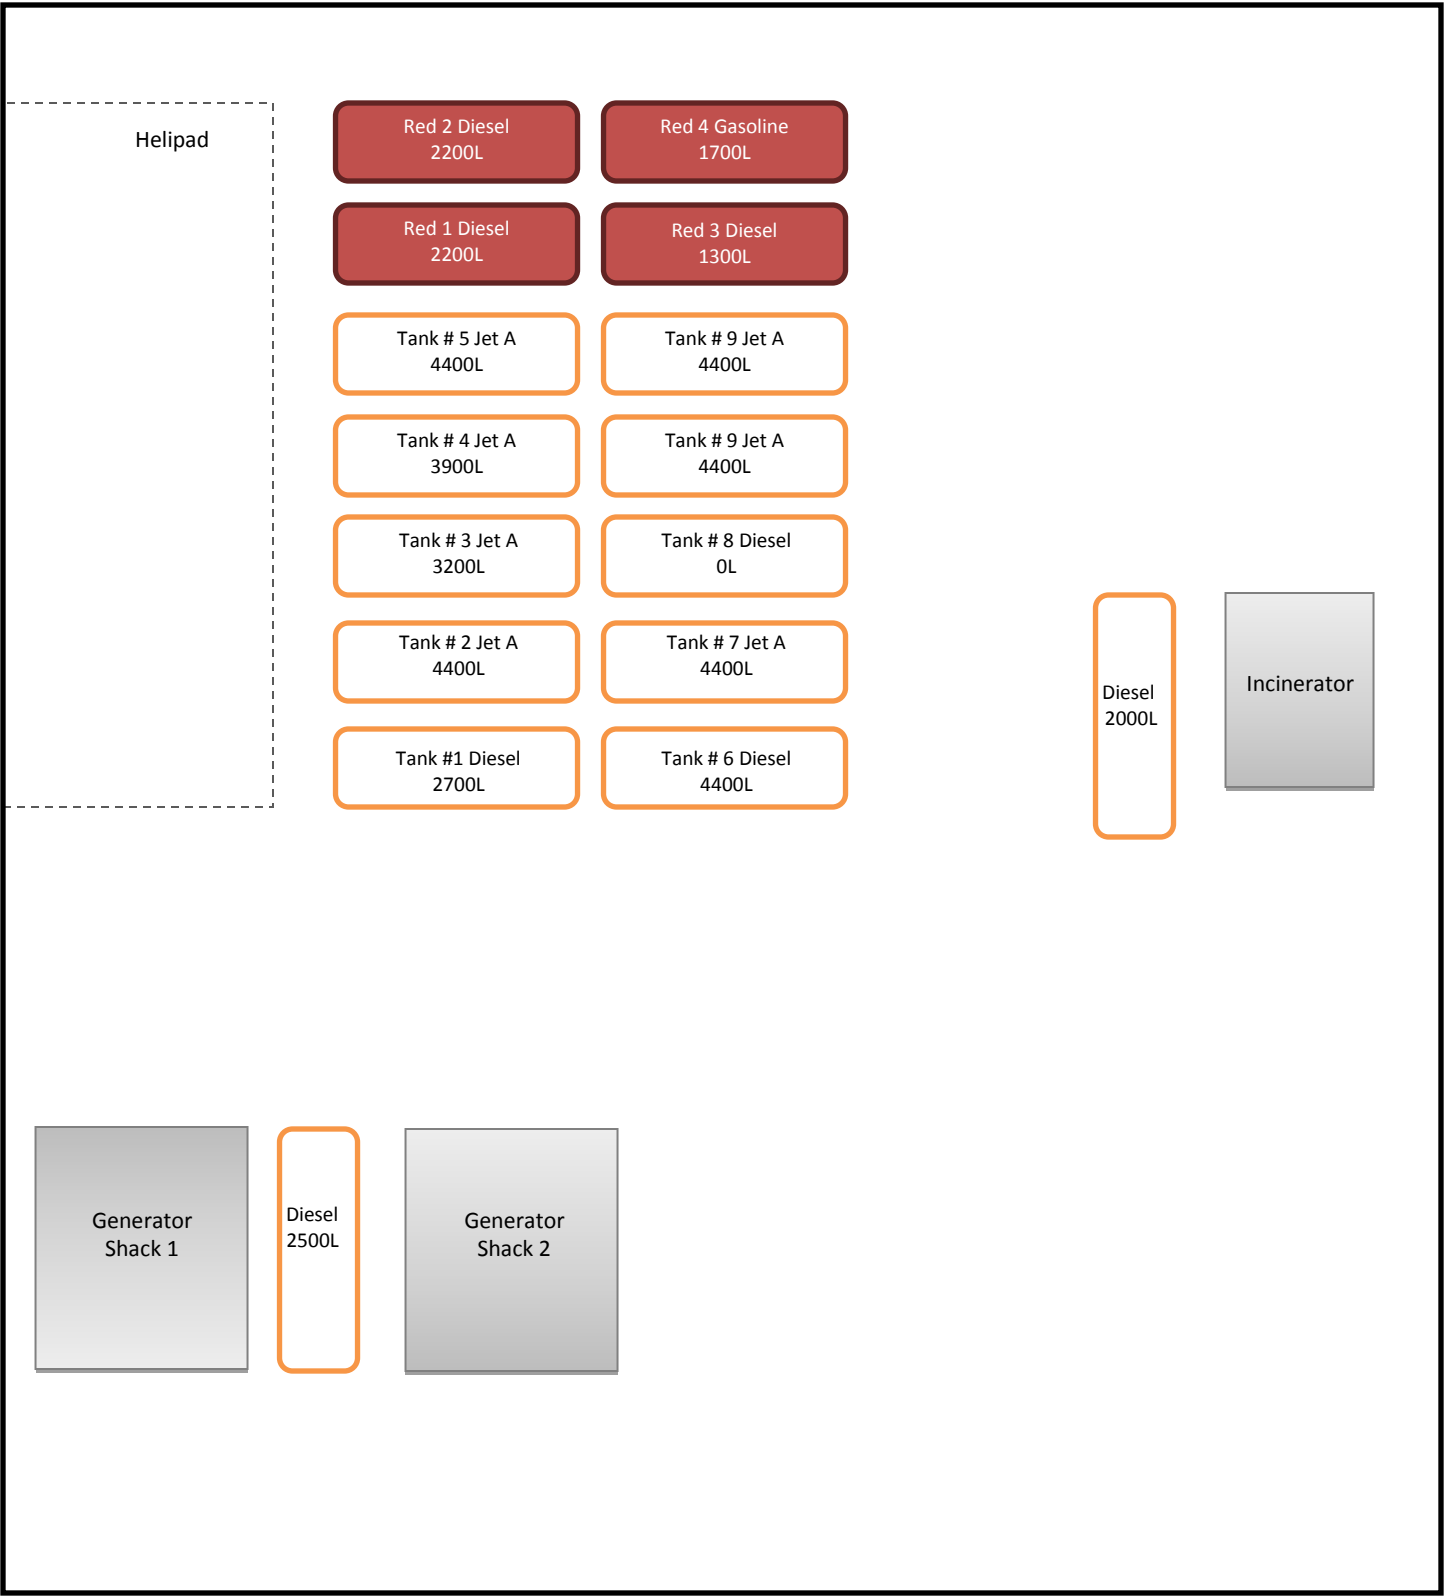 Helipad
Red 2 Diesel
2200L
Red 4 Gasoline
1700L
Red 1 Diesel
2200L
Red 3 Diesel
1300L
Tank # 5 Jet A
4400L
Tank # 9 Jet A
4400L
Tank # 4 Jet A
3900L
Tank # 9 Jet A
4400L
Tank # 3 Jet A
3200L
Tank # 8 Diesel
0L
Tank # 2 Jet A
4400L
Tank # 7 Jet A
4400L
Tank #1 Diesel
2700L
Tank # 6 Diesel
4400L
Diesel
2000L
Incinerator
Generator
Shack 1
Diesel
2500L
Generator
Shack 2